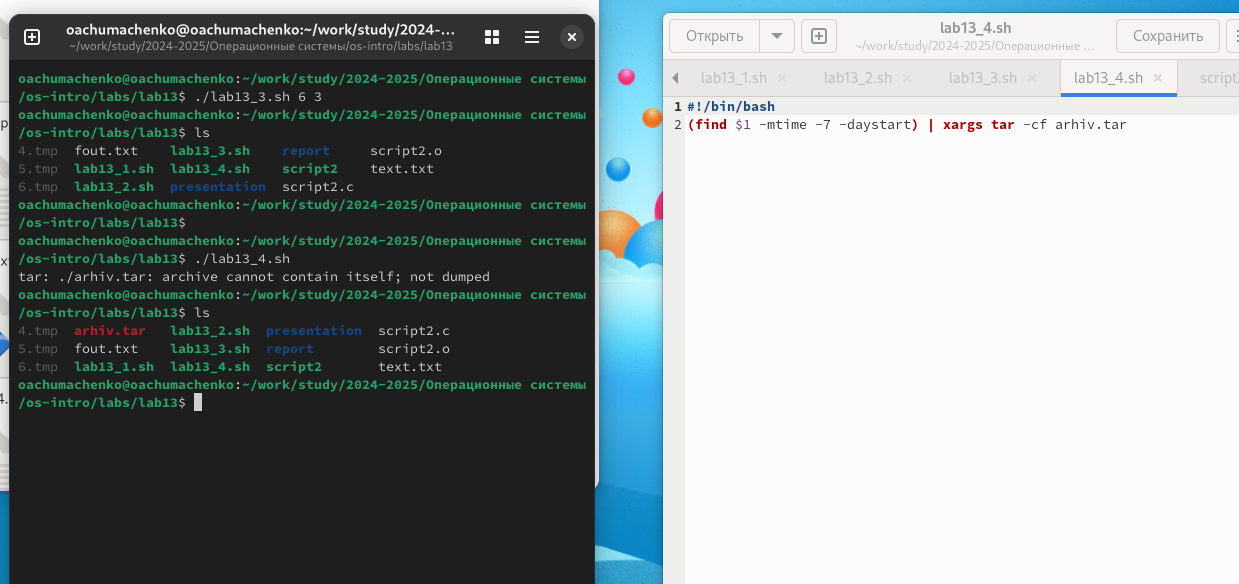 oachumachenko@oachumachenko:~/work/study/2024-...
~/work/study/2024-2025/Операционные системы/os-intro/labs/lab13
oachumachenko@oachumachenko:~/work/study/2024-2025/Операционные системы
/os-intro/labs/lab13$ ./lab13_3.sh 6 3
oachumachenko@oachumachenko:~/work/study/2024-2025/Операционные системы
/os-intro/labs/lab13$ ls
4.tmp fout.txt lab13_3.sh report script2.o
5.tmp lab13_1.sh lab13_4.sh script2 text.txt
6.tmp lab13_2.sh presentation script2.c
oachumachenko@oachumachenko:~/work/study/2024-2025/Операционные системы
/os-intro/labs/lab13$
oachumachenko@oachumachenko:~/work/study/2024-2025/Операционные системы
/os-intro/labs/lab13$ ./lab13_4.sh
tar: ./arhiv.tar: archive cannot contain itself; not dumped
oachumachenko@oachumachenko:~/work/study/2024-2025/Операционные системы
/os-intro/labs/lab13$ ls
4.tmp arhiv.tar lab13_2.sh presentation script2.c
5.tmp fout.txt lab13_3.sh report script2.o
6.tmp lab13_1.sh lab13_4.sh script2 text.txt
oachumachenko@oachumachenko:~/work/study/2024-2025/Операционные системы
/os-intro/labs/lab13$
Открыть
lab13_4.sh
~/work/study/2024-2025/Операционные ...
Сохранить
lab13_1.sh lab13_2.sh lab13_3.sh lab13_4.sh script
1 #!/bin/bash
2 (find $1 -mtime -7 -daystart) | xargs tar -cf arhiv.tar